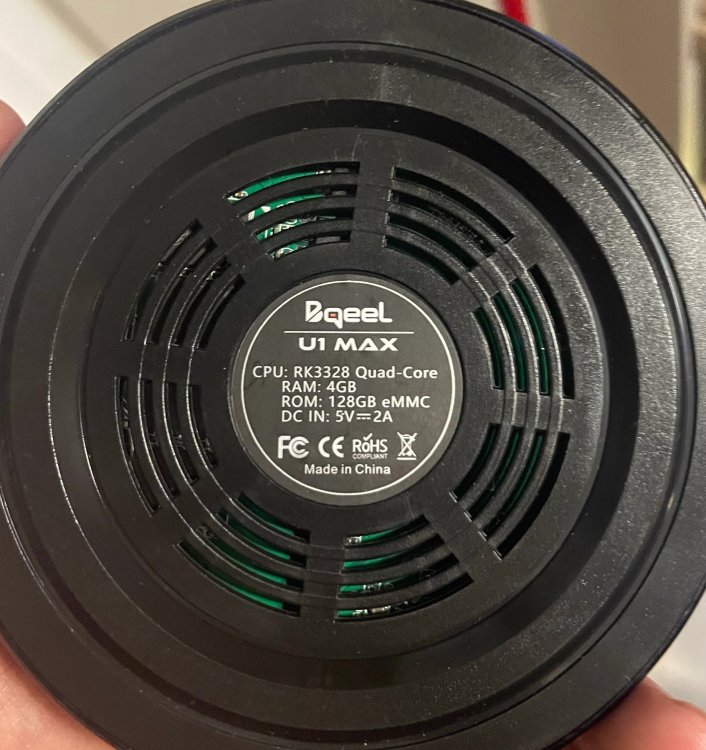 BqeeL
U1 MAX
CPU: RK3328 Quad-Core
RAM: 4GB
ROM: 128GB eMMC
DC IN: 5V⎓2A
FC CE RoHS
COMPLIANT
Made in China